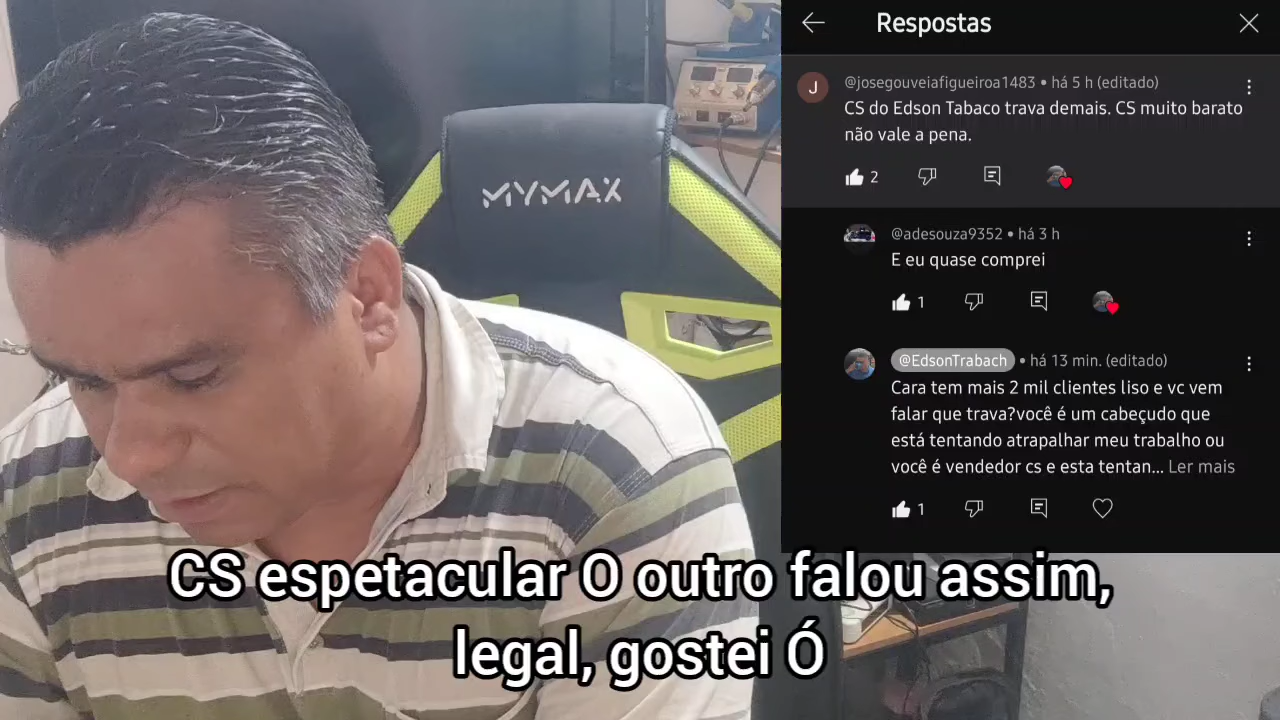 Respostas
J
@josegouveiafigueiroa1483 • há 5 h (editado)
CS do Edson Tabaco trava demais. CS muito barato
não vale a pena.
2
@adesouza9352 • há 3 h
E eu quase comprei
1
@EdsonTrabach • há 13 min. (editado)
Cara tem mais 2 mil clientes liso e vc vem
falar que trava?você é um cabeçudo que
está tentando atrapalhar meu trabalho ou
você é vendedor cs e esta tentan... Ler mais
1
MYMAX
CS espetacular O outro falou assim,
legal, gostei Ó